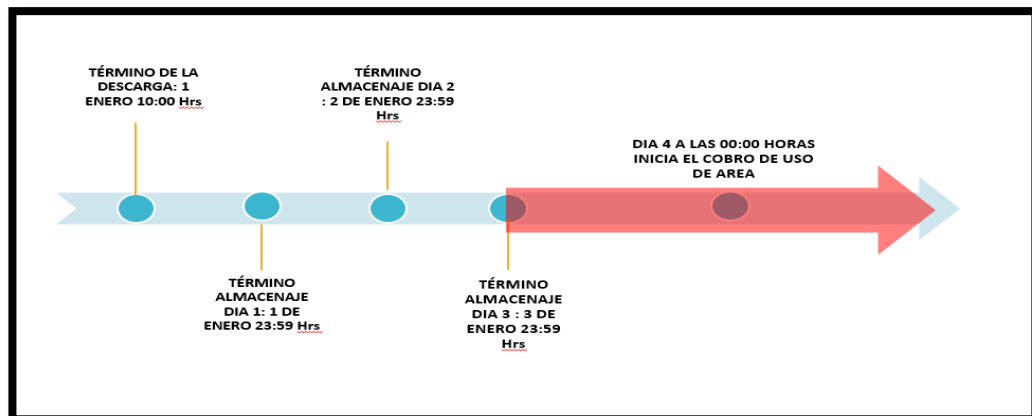 TÉRMINO DE LA
DESCARGA: 1
ENERO 10:00 Hrs
TÉRMINO
ALMACENAJE DIA 2
: 2 DE ENERO 23:59
Hrs
DIA 4 A LAS 00:00 HORAS
INICIA EL COBRO DE USO
DE AREA
TÉRMINO
ALMACENAJE
DIA 1: 1 DE
ENERO 23:59 Hrs
TÉRMINO
ALMACENAJE
DIA 3 : 3 DE
ENERO 23:59
Hrs